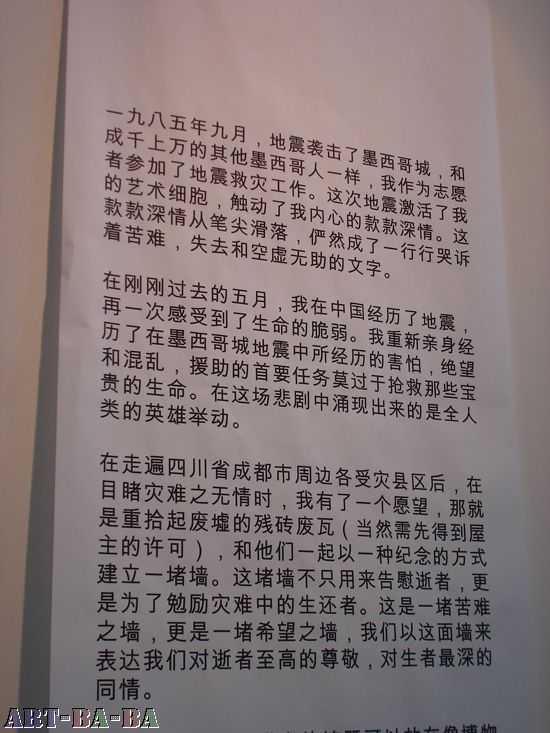 一九八五年九月，地震袭击了墨西哥城，和
成千上万的其他墨西哥人一样，我作为志愿
者参加了地震救灾工作。这次地震激活了我
的艺术细胞，触动了我内心的款款深情。这
款款深情从笔尖滑落，俨然成了一行行哭诉
着苦难，失去和空虚无助的文字。
在刚刚过去的五月，我在中国经历了地震，
再一次感受到了生命的脆弱。我重新亲身经
历了在墨西哥城地震中所经历的害怕，绝望
和混乱，援助的首要任务莫过于抢救那些宝
贵的生命。在这场悲剧中涌现出来的是全人
类的英雄举动。
在走遍四川省成都市周边各受灾县区后，在
目睹灾难之无情时，我有了一个愿望，那就
是重拾起废墟的残砖废瓦（当然需先得到屋
主的许可），和他们一起以一种纪念的方式
建立一堵墙。这堵墙不只用来告慰逝者，更
是为了勉励灾难中的生还者。这是一堵苦难
之墙，更是一堵希望之墙，我们以这面墙来
表达我们对逝者至高的尊敬，对生者最深的
同情。
ART-BA-BA